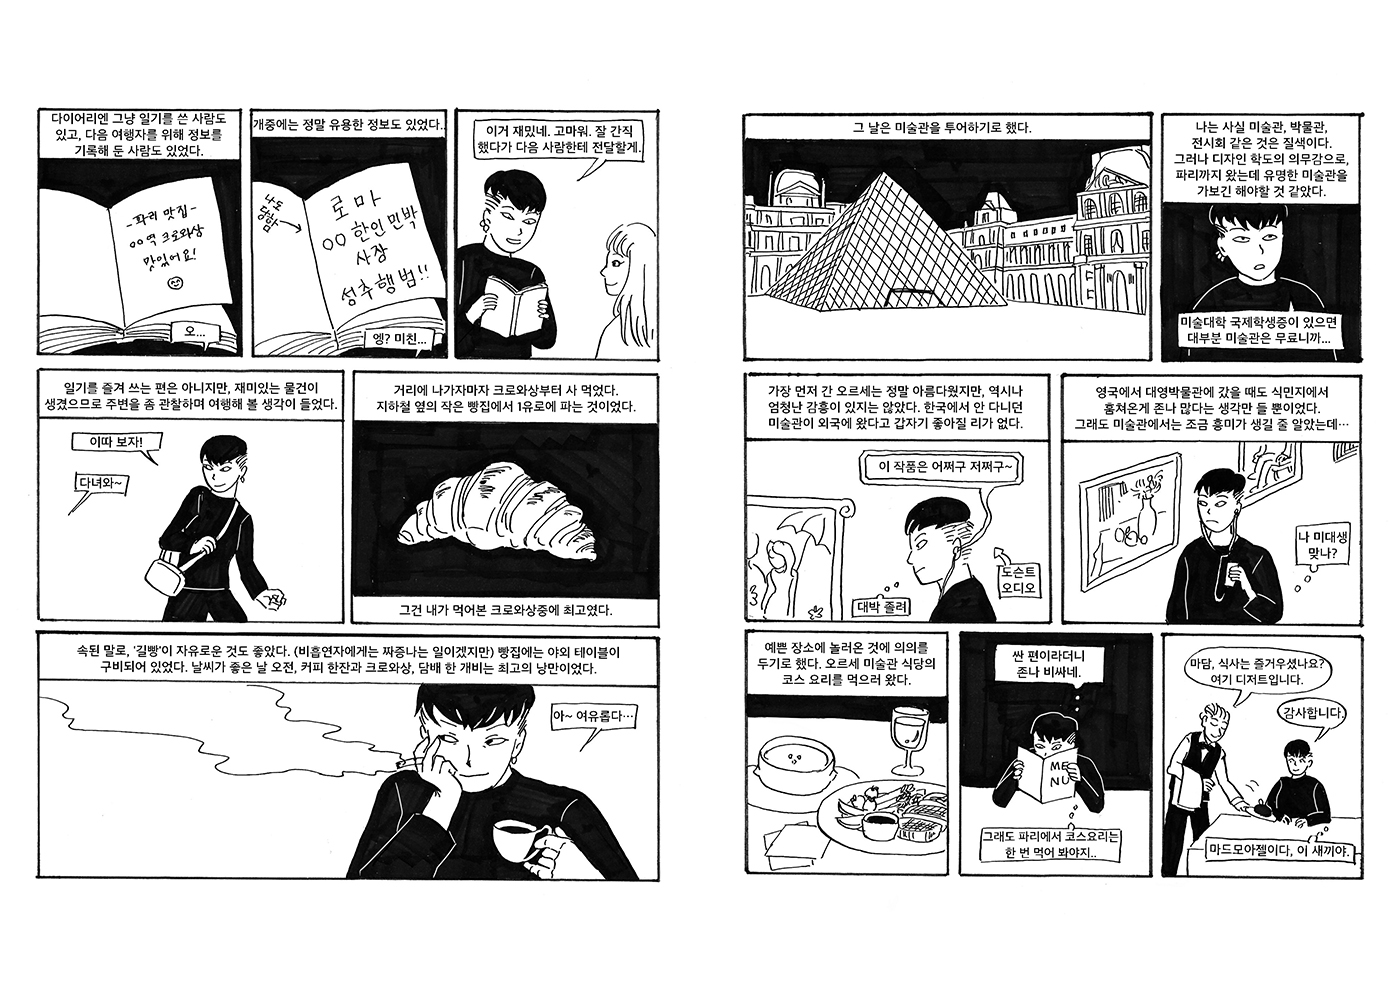 다이어리엔 그냥 일기를 쓴 사람도
있고, 다음 여행자를 위해 정보를
기록해 둔 사람도 있었다.
-파리 맛집-
○○역 크로와상
맛있어요!
오...
개중에는 정말 유용한 정보도 있었다..
나도
당함
로마
○○ 한인민박
사장
성추행범!!
엥? 미친...
이거 재밌네. 고마워. 잘 간직
했다가 다음 사람한테 전달할게.
일기를 즐겨 쓰는 편은 아니지만, 재미있는 물건이
생겼으므로 주변을 좀 관찰하며 여행해 볼 생각이 들었다.
이따 보자!
다녀와~
거리에 나가자마자 크로와상부터 사 먹었다.
지하철 옆의 작은 빵집에서 1유로에 파는 것이었다.
그건 내가 먹어본 크로와상중에 최고였다.
속된 말로, '길빵'이 자유로운 것도 좋았다. (비흡연자에게는 짜증나는 일이겠지만) 빵집에는 야외 테이블이
구비되어 있었다. 날씨가 좋은 날 오전, 커피 한잔과 크로와상, 담배 한 개비는 최고의 낭만이었다.
아~ 여유롭다…
그 날은 미술관을 투어하기로 했다.
나는 사실 미술관, 박물관,
전시회 같은 것은 질색이다.
그러나 디자인 학도의 의무감으로,
파리까지 왔는데 유명한 미술관을
가보긴 해야할 것 같았다.
미술대학 국제학생증이 있으면
대부분 미술관은 무료니까...
가장 먼저 간 오르세는 정말 아름다웠지만, 역시나
엄청난 감흥이 있지는 않았다. 한국에서 안 다니던
미술관이 외국에 왔다고 갑자기 좋아질 리가 없다.
이 작품은 어쩌구 저쩌구~
도슨트
오디오
대박 졸려
영국에서 대영박물관에 갔을 때도 식민지에서
훔쳐온게 존나 많다는 생각만 들 뿐이었다.
그래도 미술관에서는 조금 흥미가 생길 줄 알았는데…
나 미대생
맞나?
예쁜 장소에 놀러온 것에 의의를
두기로 했다. 오르세 미술관 식당의
코스 요리를 먹으러 왔다.
싼 편이라더니
존나 비싸네.
ME
NU
그래도 파리에서 코스요리는
한 번 먹어 봐야지..
마담, 식사는 즐거우셨나요?
여기 디저트입니다.
감사합니다.
마드모아젤이다, 이 새끼야.